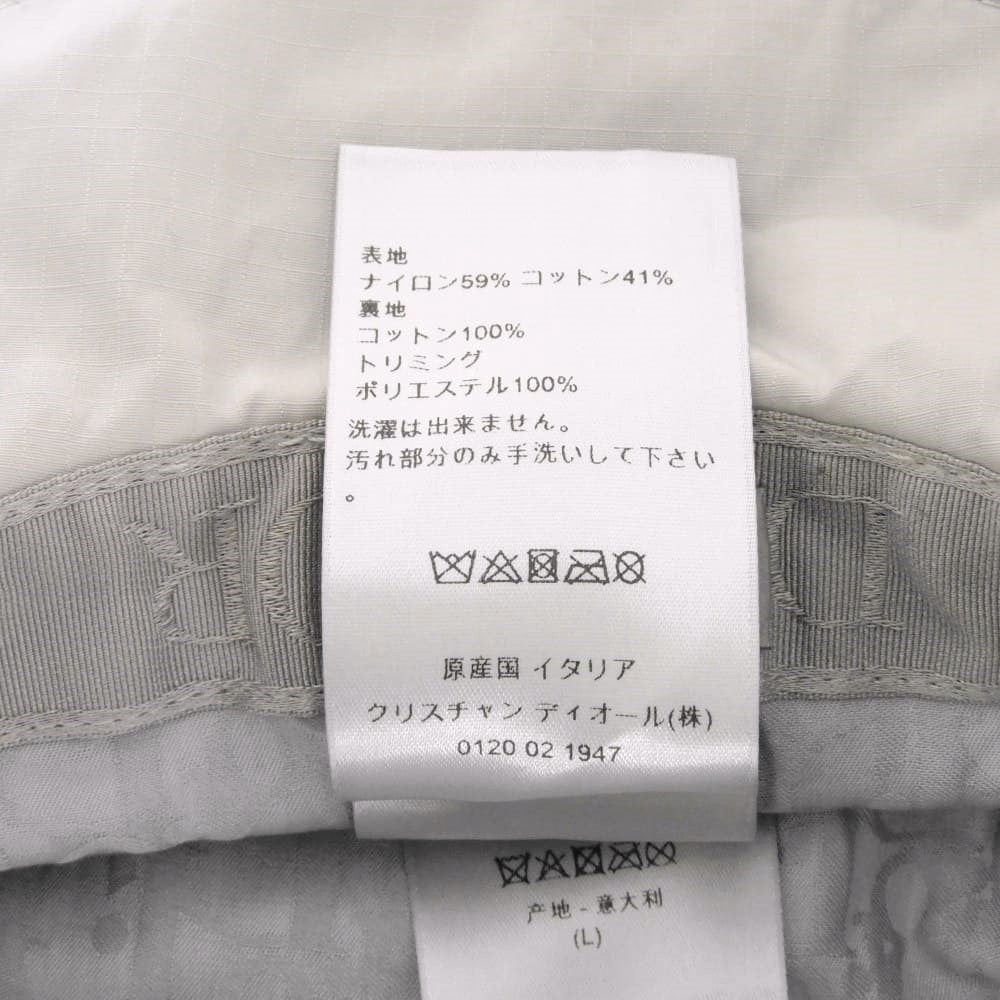 表地
ナイロン59% コットン41%
裏地
コットン100%
トリミング
ポリエステル100%
洗濯は出来ません。
汚れ部分のみ手洗いして下さい
。
原産国 イタリア
クリスチャン ディオール(株)
0120 02 1947
产地 - 意大利
(L)